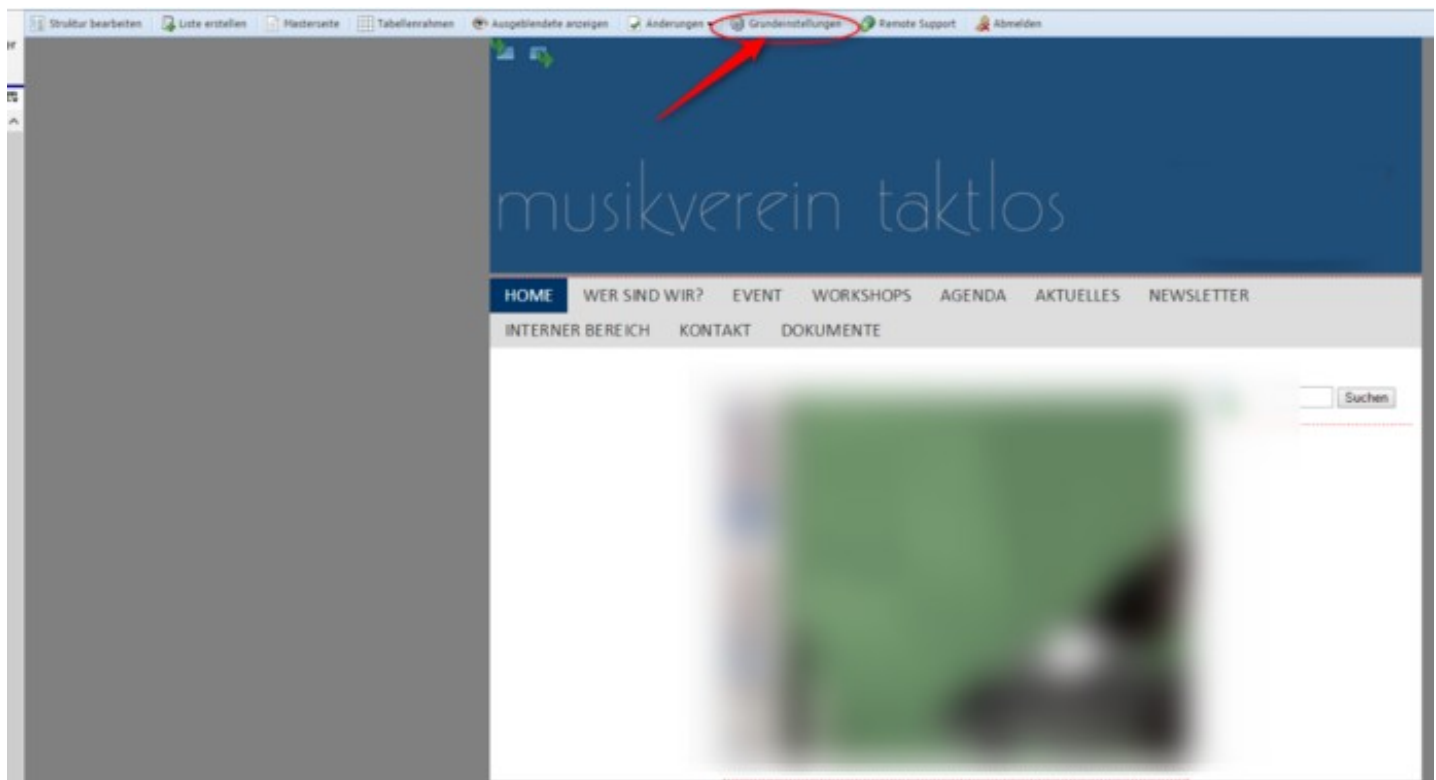 Struktur bearbeiten Liste erstellen Masterseite Tabellenrahmen Ausgeblendete anzeigen Änderungen Grundeinstellungen Remote Support Abmelden
musikverein taktlos
HOME WER SIND WIR? EVENT WORKSHOPS AGENDA AKTUELLES NEWSLETTER
INTERNER BEREICH KONTAKT DOKUMENTE
Suchen